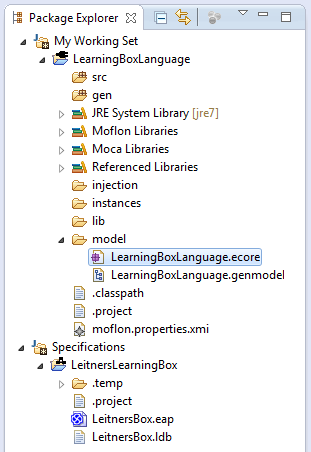 Package Explorer
My Working Set
LearningBoxLanguage
src
gen
JRE System Library [jre7]
Moflon Libraries
Moca Libraries
Referenced Libraries
injection
instances
lib
model
LearningBoxLanguage.ecore
LearningBoxLanguage.genmodel
.classpath
.project
moflon.properties.xmi
Specifications
LeitnersLearningBox
.temp
.project
LeitnersBox.eap
LeitnersBox.ldb